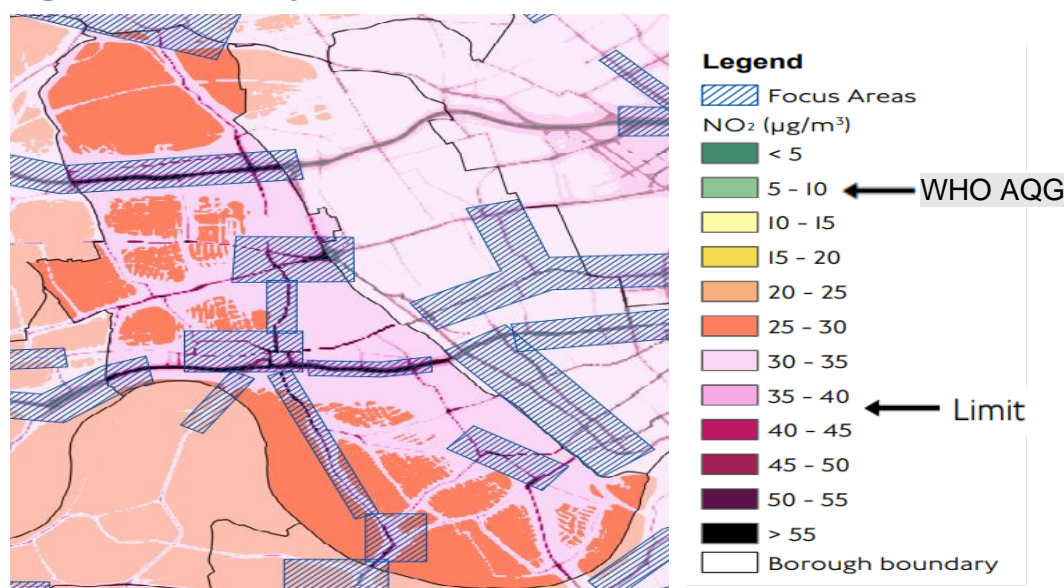 Legend
Focus Areas
NO₂ (µg/m³)
< 5
5 - 10
WHO AQG
10 - 15
15 - 20
20 - 25
25 - 30
30 - 35
35 - 40
Limit
40 - 45
45 - 50
50 - 55
> 55
Borough boundary